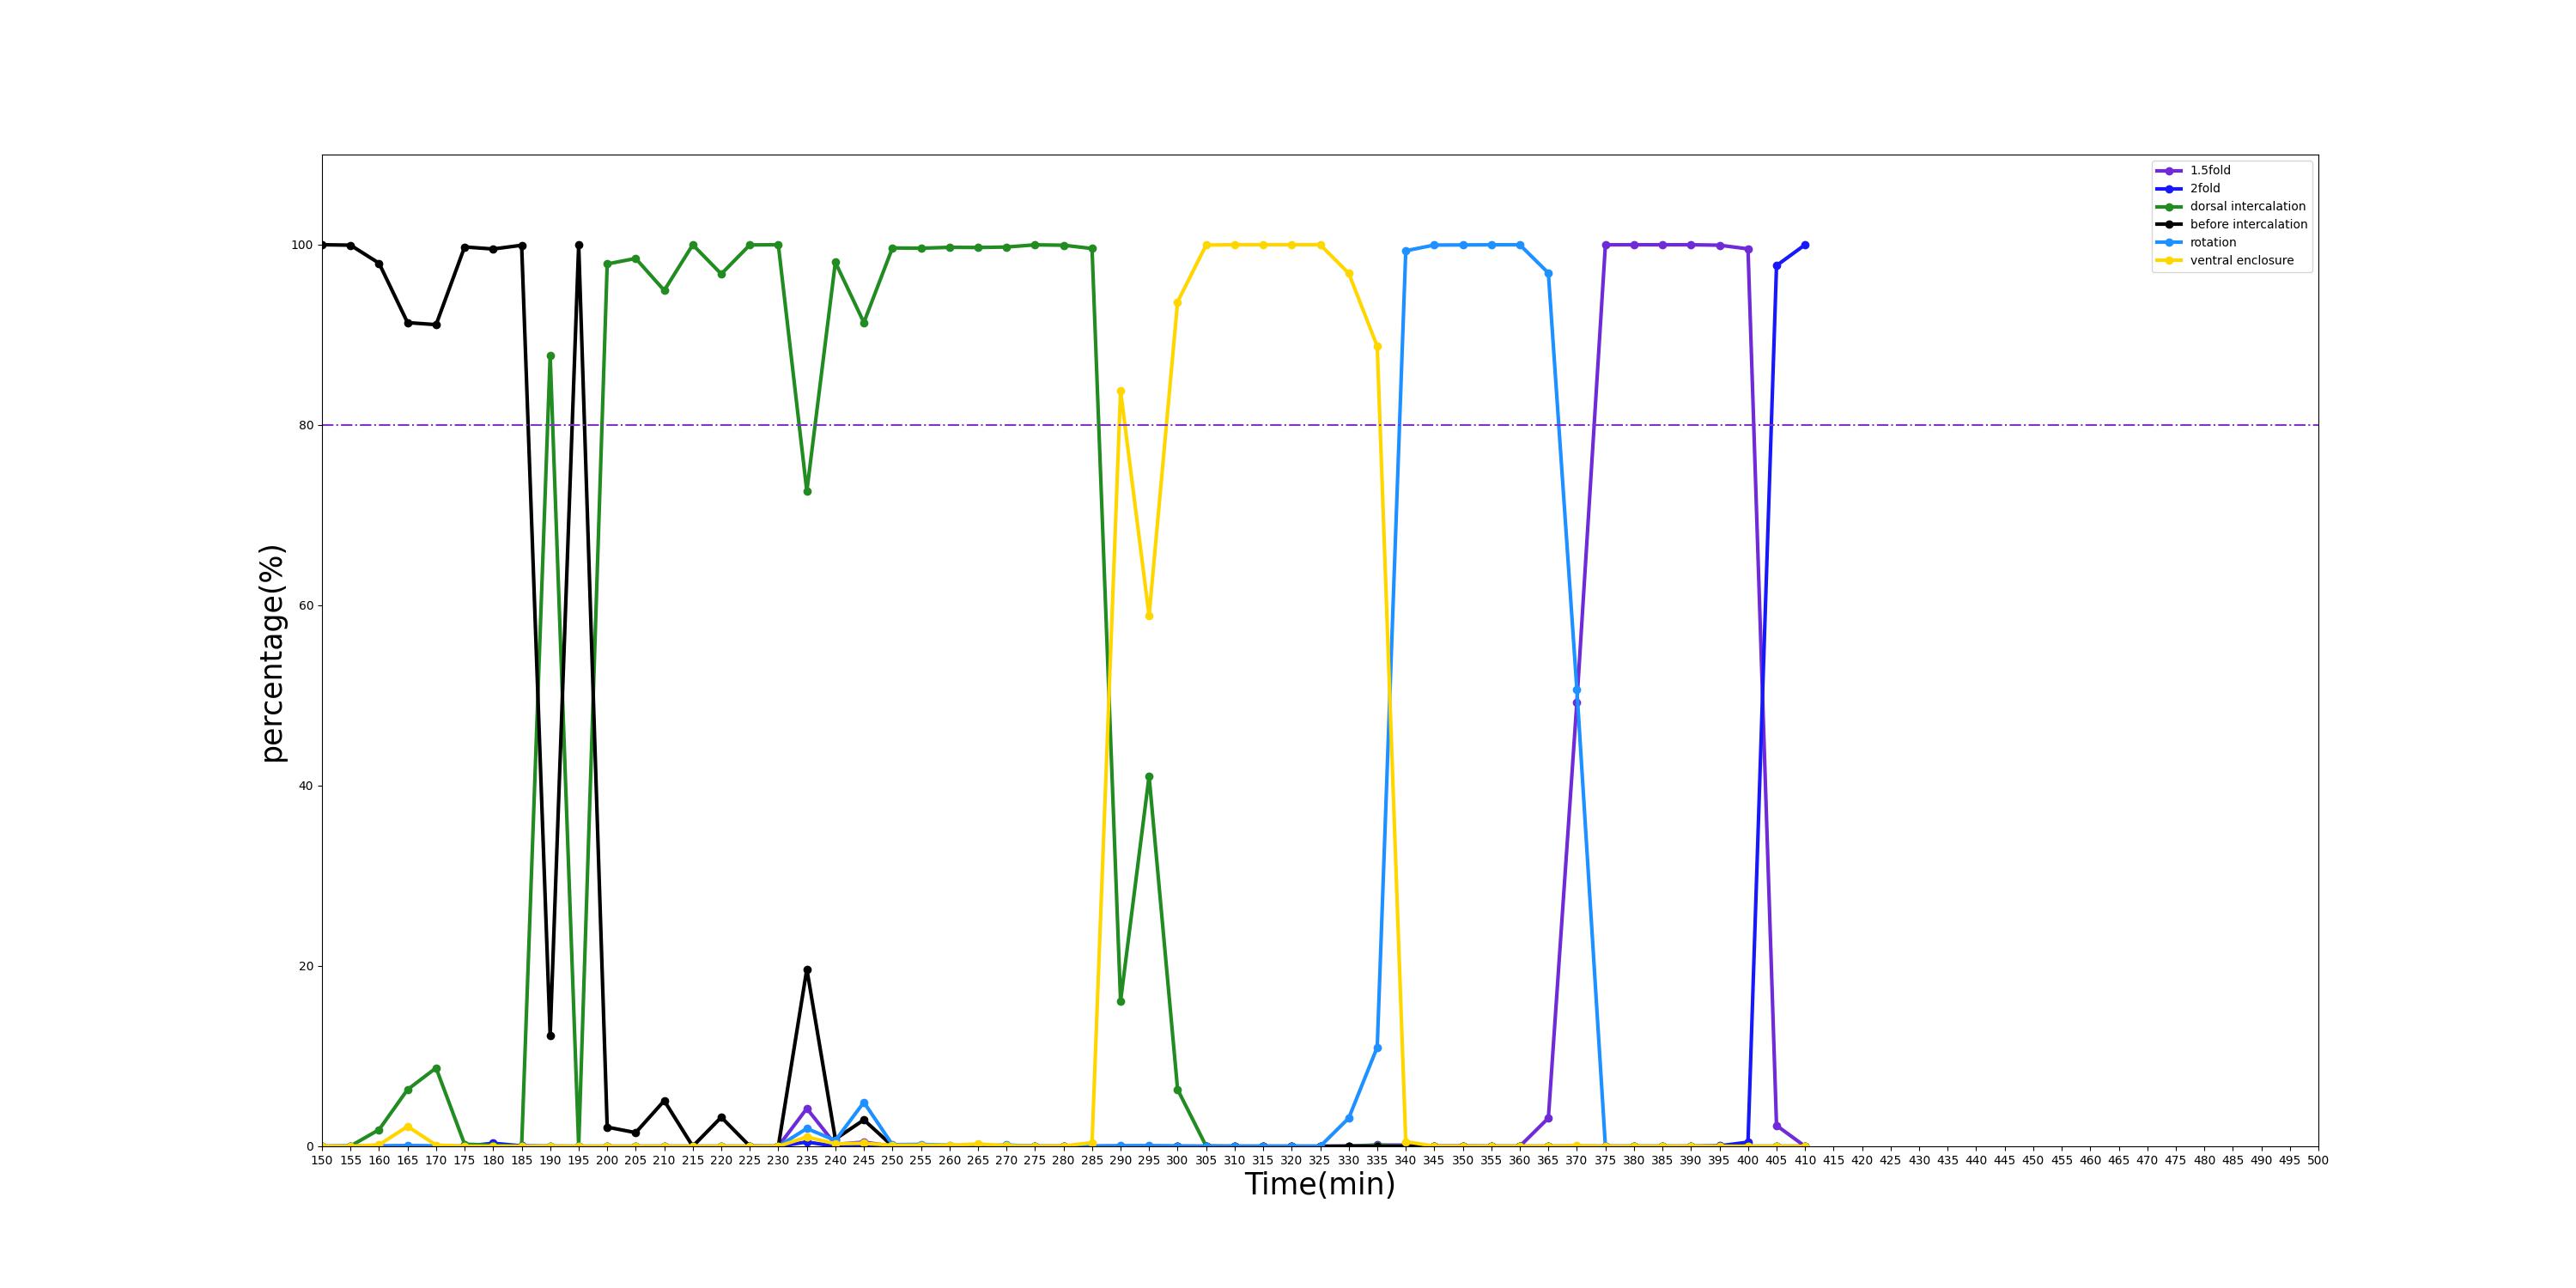 1.5fold
2fold
dorsal intercalation
before intercalation
rotation
ventral enclosure
100
80
60
40
20
0
percentage(%)
150 155 160 165 170 175 180 185 190 195 200 205 210 215 220 225 230 235 240 245 250 255 260 265 270 275 280 285 290 295 300 305 310 315 320 325 330 335 340 345 350 355 360 365 370 375 380 385 390 395 400 405 410 415 420 425 430 435 440 445 450 455 460 465 470 475 480 485 490 495 500
Time(min)